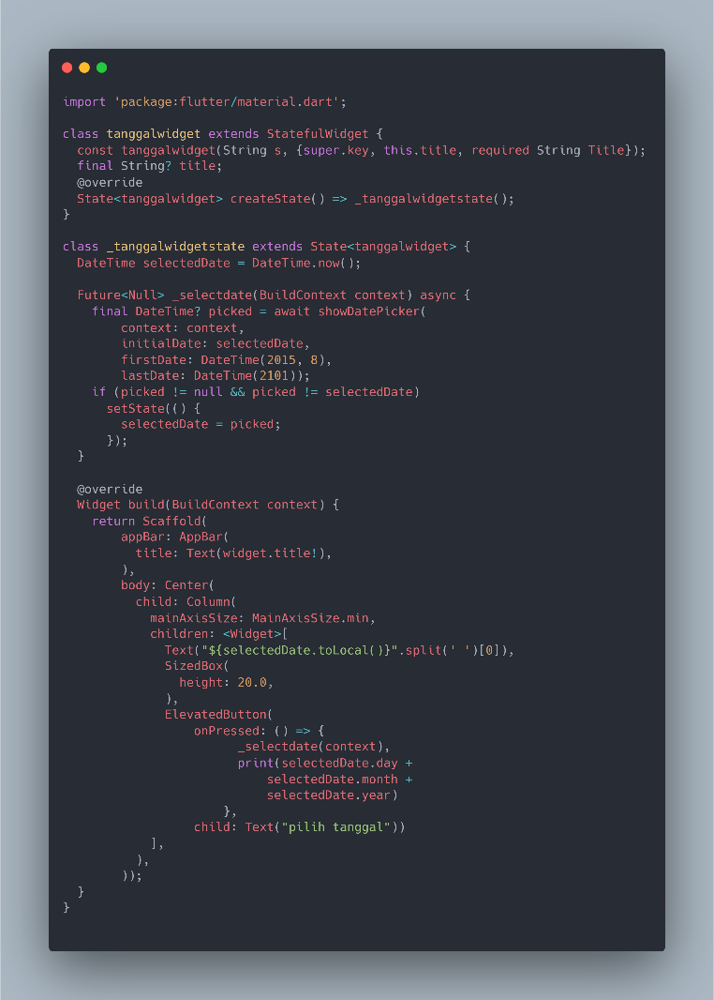 import 'package:flutter/material.dart';

class tanggalwidget extends StatefulWidget {
  const tanggalwidget(String s, {super.key, this.title, required String Title});
  final String? title;
  @override
  State<tanggalwidget> createState() => _tanggalwidgetstate();
}

class _tanggalwidgetstate extends State<tanggalwidget> {
  DateTime selectedDate = DateTime.now();

  Future<Null> _selectdate(BuildContext context) async {
    final DateTime? picked = await showDatePicker(
        context: context,
        initialDate: selectedDate,
        firstDate: DateTime(2015, 8),
        lastDate: DateTime(2101));
    if (picked != null && picked != selectedDate)
      setState(() {
        selectedDate = picked;
      });
  }

  @override
  Widget build(BuildContext context) {
    return Scaffold(
        appBar: AppBar(
          title: Text(widget.title!),
        ),
        body: Center(
          child: Column(
            mainAxisSize: MainAxisSize.min,
            children: <Widget>[
              Text("${selectedDate.toLocal()}".split(' ')[0]),
              SizedBox(
                height: 20.0,
              ),
              ElevatedButton(
                  onPressed: () => {
                        _selectdate(context),
                        print(selectedDate.day +
                            selectedDate.month +
                            selectedDate.year)
                      },
                  child: Text("pilih tanggal"))
            ],
          ),
        ));
  }
}